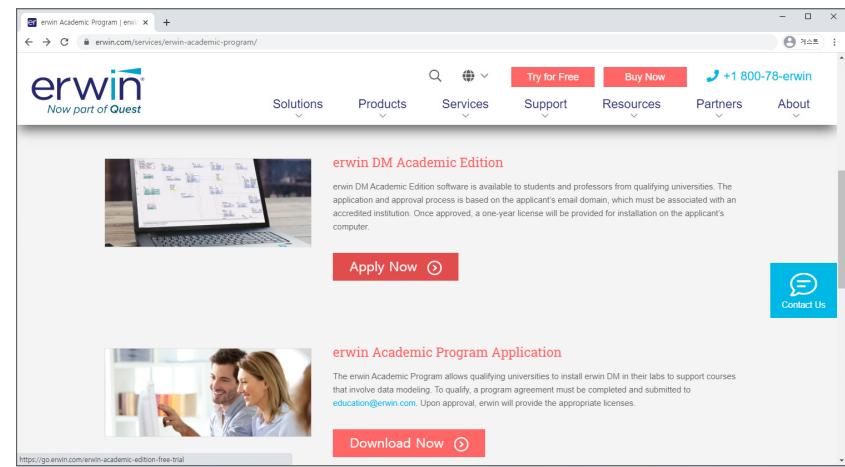 erwin Academic Program | erwi
erwin.com/services/erwin-academic-program/
게스트
erwin
Now part of Quest
Try for Free
Buy Now
+1 800-78-erwin
Solutions
Products
Services
Support
Resources
Partners
About
erwin DM Academic Edition
erwin DM Academic Edition software is available to students and professors from qualifying universities. The
application and approval process is based on the applicant's email domain, which must be associated with an
accredited institution. Once approved, a one-year license will be provided for installation on the applicant's
computer.
Apply Now
Contact Us
erwin Academic Program Application
The erwin Academic Program allows qualifying universities to install erwin DM in their labs to support courses
that involve data modeling. To qualify, a program agreement must be completed and submitted to
education@erwin.com. Upon approval, erwin will provide the appropriate licenses.
Download Now
https://go.erwin.com/erwin-academic-edition-free-trial